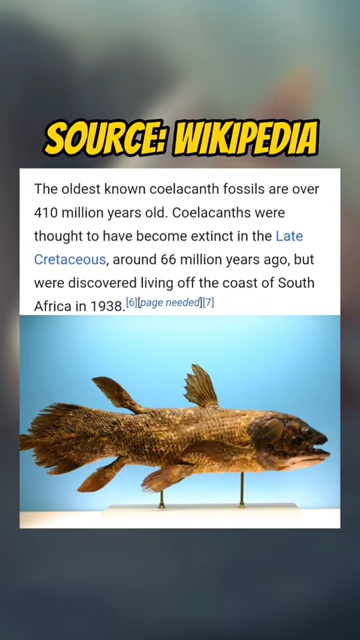 SOURCE: WIKIPEDIA
The oldest known coelacanth fossils are over
410 million years old. Coelacanths were
thought to have become extinct in the Late
Cretaceous, around 66 million years ago, but
were discovered living off the coast of South
Africa in 1938.[6][page needed][7]